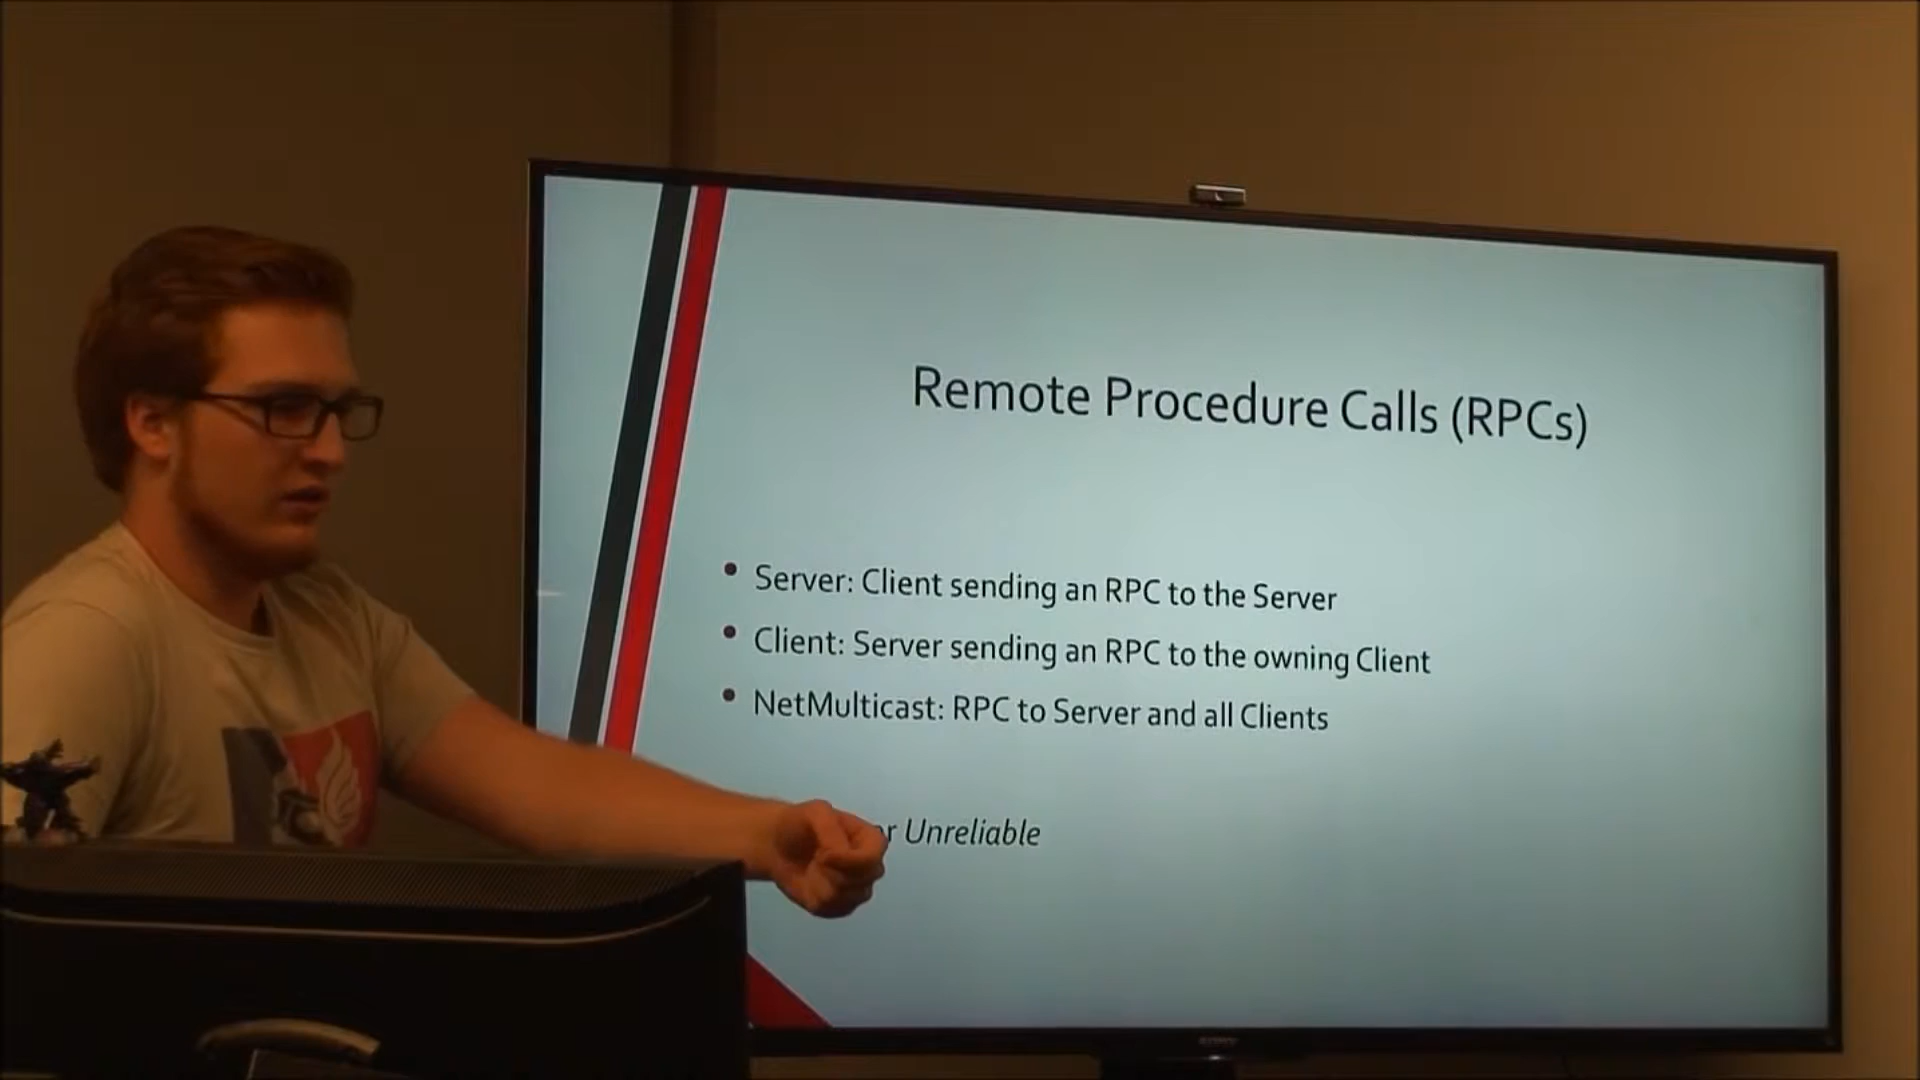 Remote Procedure Calls (RPCs)
• Server: Client sending an RPC to the Server
• Client: Server sending an RPC to the owning Client
• NetMulticast: RPC to Server and all Clients
Unreliable
SONY